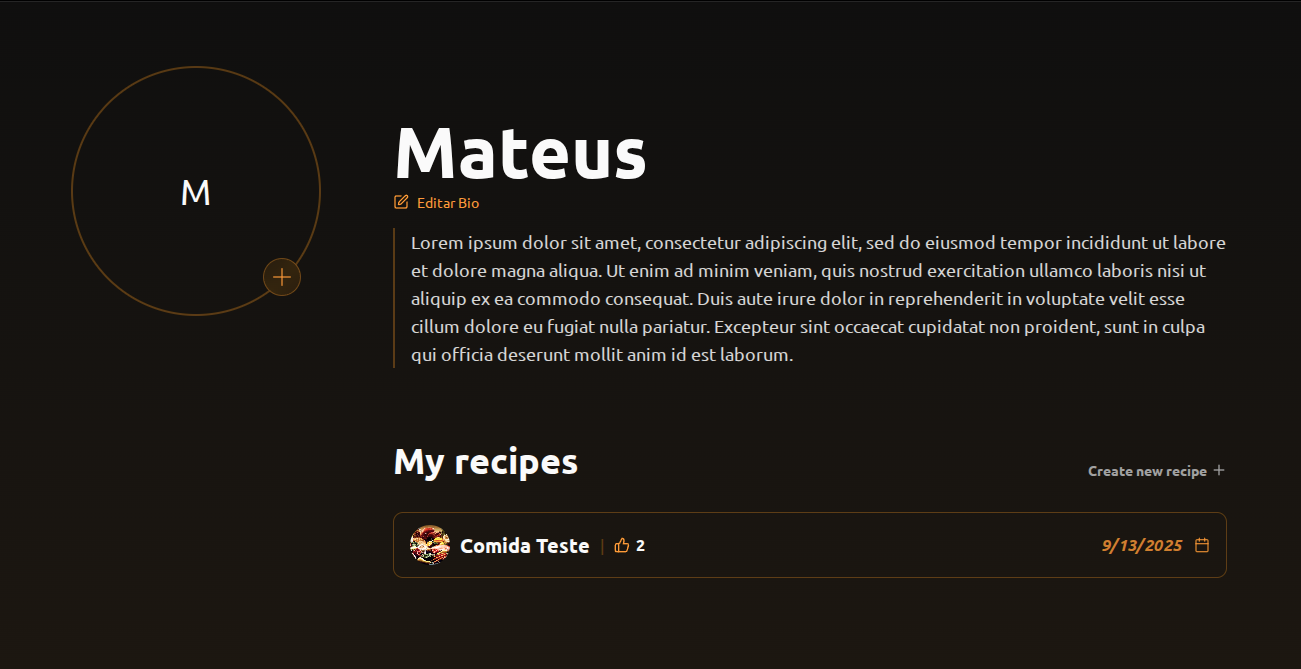 M
Mateus
Editar Bio
Lorem ipsum dolor sit amet, consectetur adipiscing elit, sed do eiusmod tempor incididunt ut labore
et dolore magna aliqua. Ut enim ad minim veniam, quis nostrud exercitation ullamco laboris nisi ut
aliquip ex ea commodo consequat. Duis aute irure dolor in reprehenderit in voluptate velit esse
cillum dolore eu fugiat nulla pariatur. Excepteur sint occaecat cupidatat non proident, sunt in culpa
qui officia deserunt mollit anim id est laborum.
My recipes
Create new recipe +
Comida Teste | 2 9/13/2025